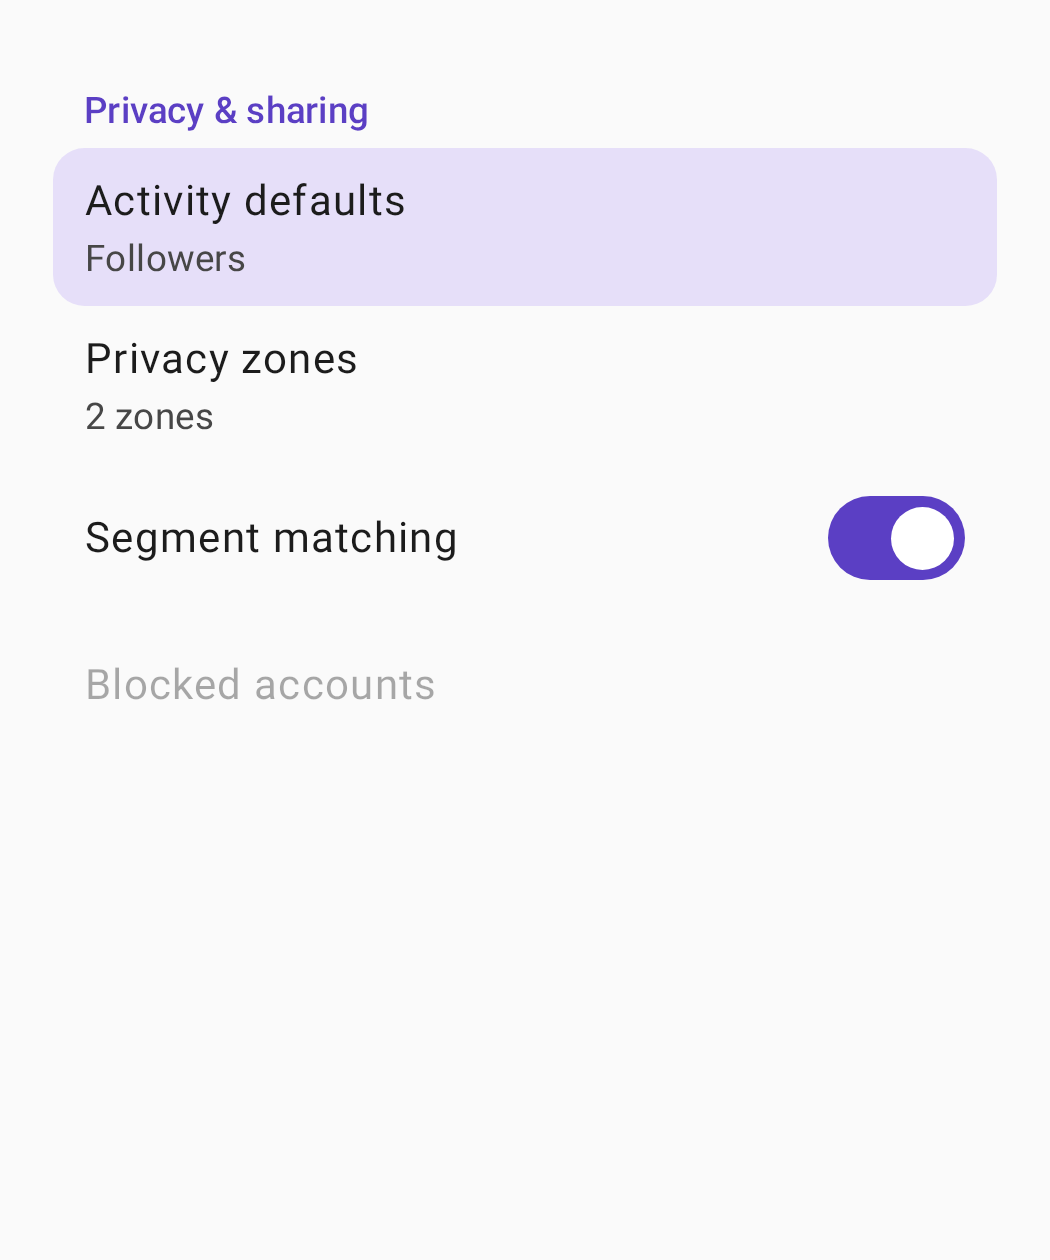 Privacy & sharing
Activity defaults
Followers
Privacy zones
2 zones
Segment matching
Blocked accounts